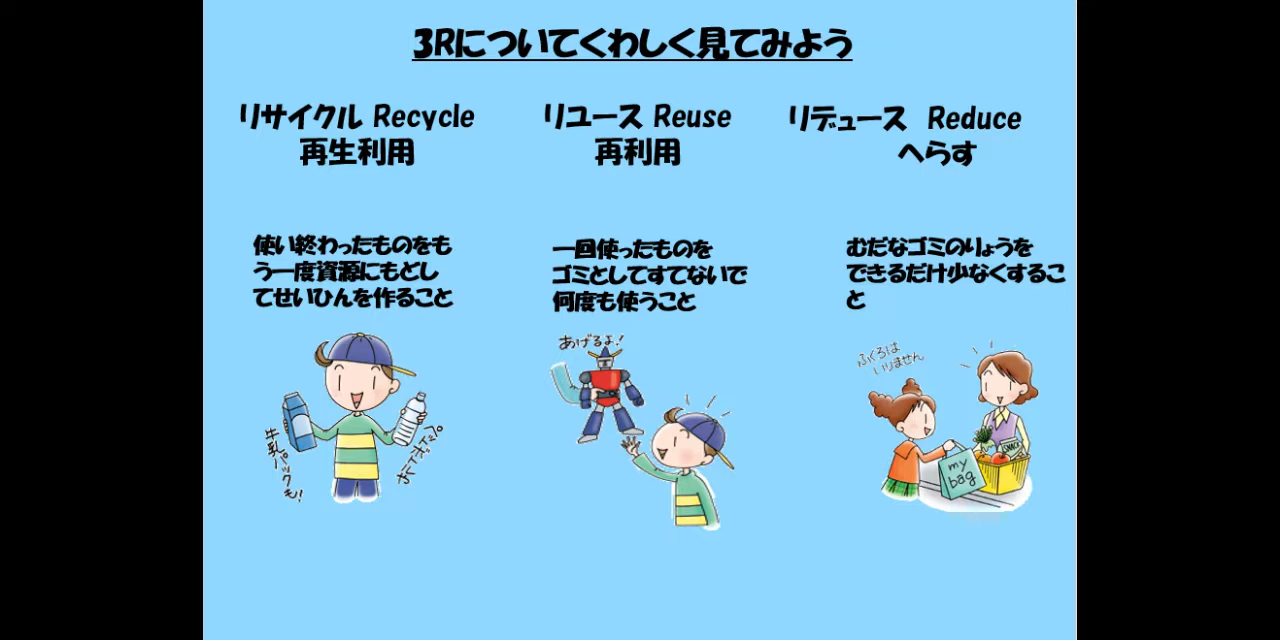 3Rについてくわしく見てみよう
リサイクル Recycle
再生利用
リユース Reuse
再利用
リデュース Reduce
へらす
使い終わったものをも
う一度資源にもどし
てせいひんを作ること
一回使ったものを
ゴミとしてすてないで
何度も使うこと
むだなゴミのりょうを
できるだけ少なくするこ
と
牛乳パックも!
ペットボトル
あげるよ!
ふくろは
いりません
my
bag
SNACK